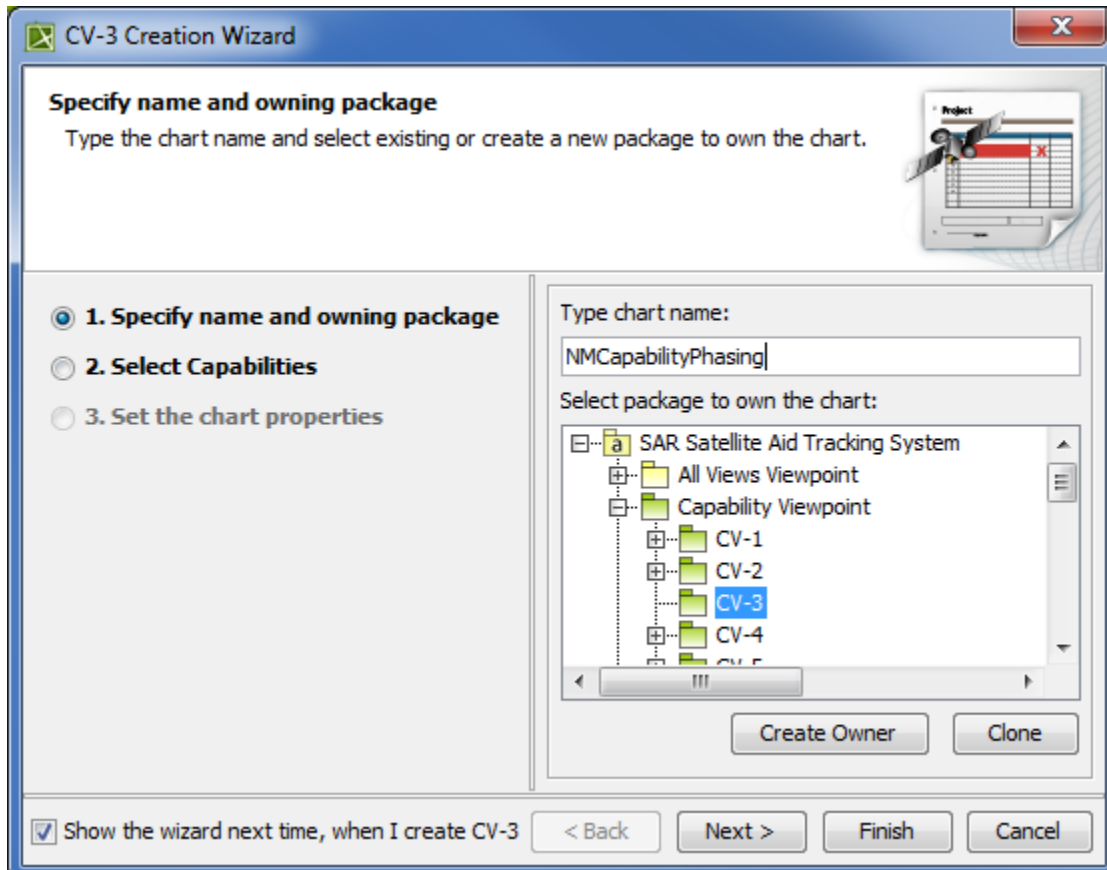 CV-3 Creation Wizard
Specify name and owning package
Type the chart name and select existing or create a new package to own the chart.
Project
1. Specify name and owning package
2. Select Capabilities
3. Set the chart properties
Type chart name:
NMCapabilityPhasing
Select package to own the chart:
SAR Satellite Aid Tracking System
All Views Viewpoint
Capability Viewpoint
CV-1
CV-2
CV-3
CV-4
Create Owner Clone
Show the wizard next time, when I create CV-3 < Back Next > Finish Cancel